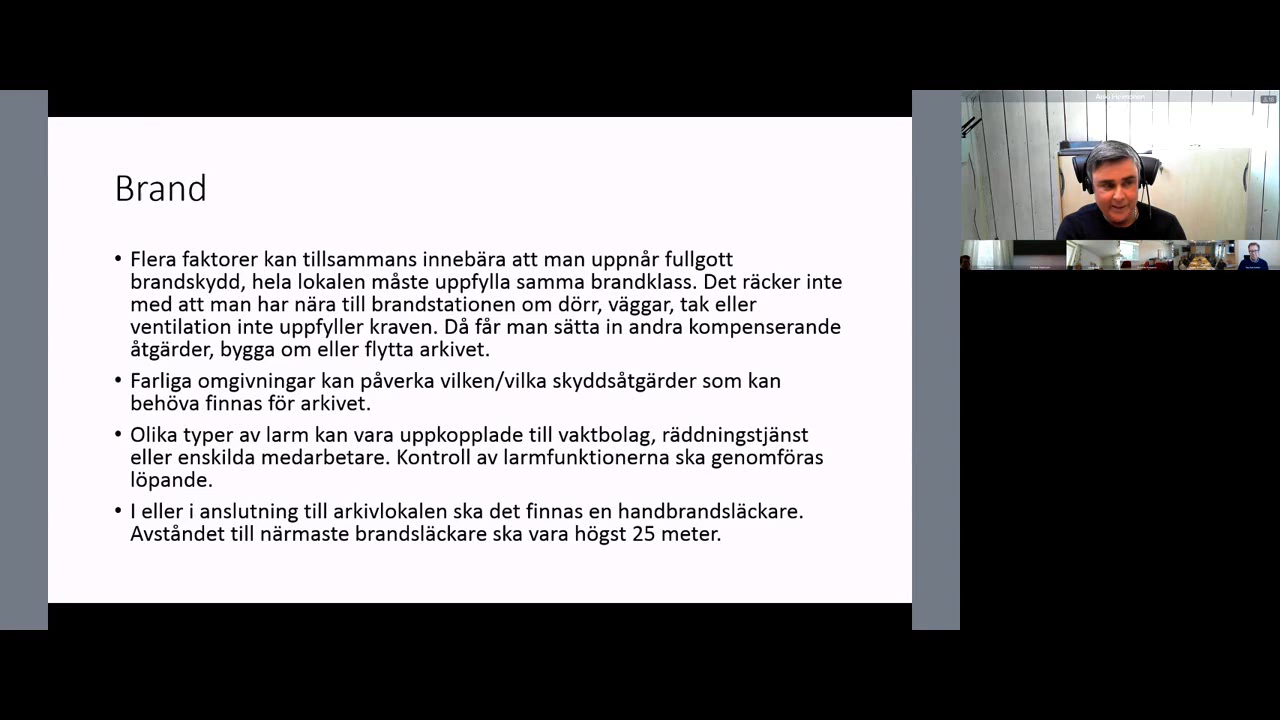 Brand
• Flera faktorer kan tillsammans innebära att man uppnår fullgott
brandskydd, hela lokalen måste uppfylla samma brandklass. Det räcker inte
med att man har nära till brandstationen om dörr, väggar, tak eller
ventilation inte uppfyller kraven. Då får man sätta in andra kompenserande
åtgärder, bygga om eller flytta arkivet.
• Farliga omgivningar kan påverka vilken/vilka skyddsåtgärder som kan
behöva finnas för arkivet.
• Olika typer av larm kan vara uppkopplade till vaktbolag, räddningstjänst
eller enskilda medarbetare. Kontroll av larmfunktionerna ska genomföras
löpande.
• I eller i anslutning till arkivlokalen ska det finnas en handbrandsläckare.
Avståndet till närmaste brandsläckare ska vara högst 25 meter.